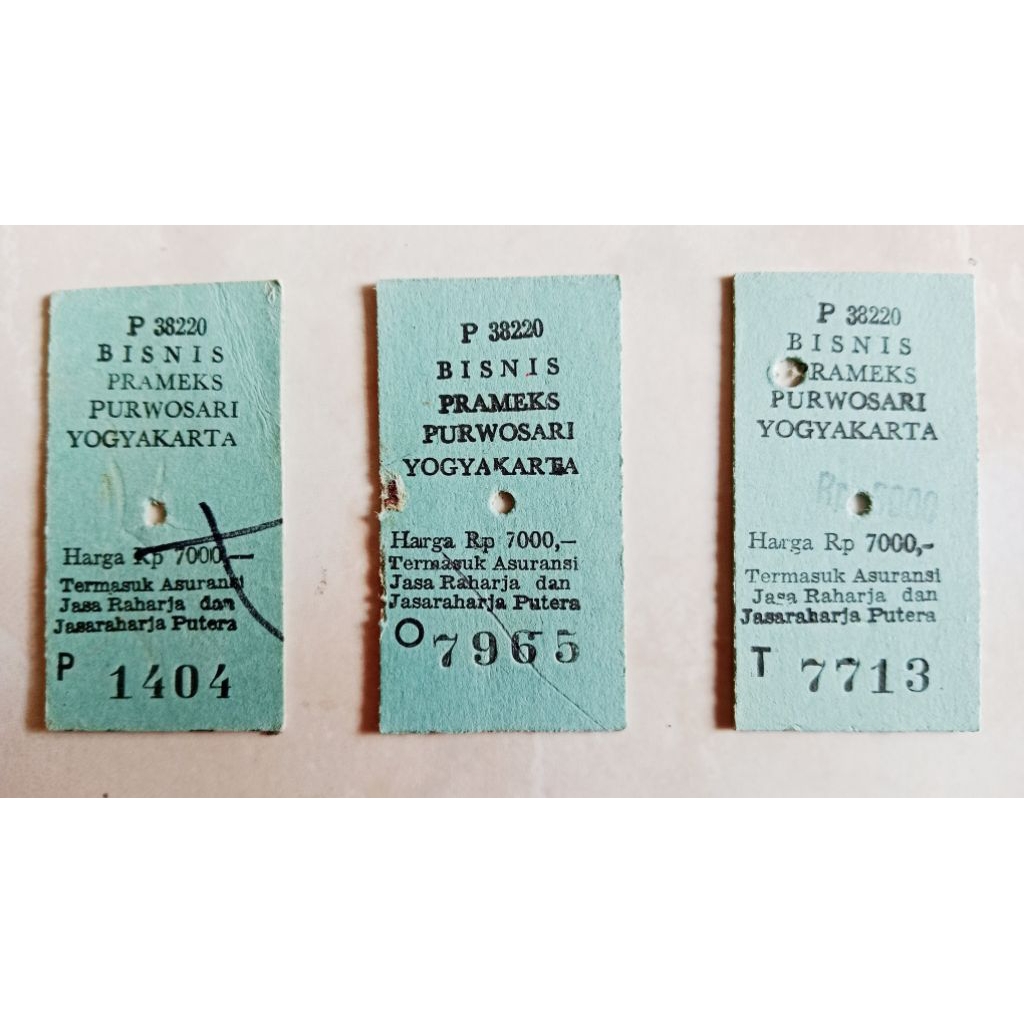 P 38220
BISNIS
PRAMEKS
PURWOSARI
YOGYAKARTA
Harga Rp 7000,—
Termasuk Asuransi
Jasa Raharja dan
Jasaraharja Putera
P 1404
P 38220
BISNIS
PRAMEKS
PURWOSARI
YOGYAKARTA
Harga Rp 7000,—
Termasuk Asuransi
Jasa Raharja dan
Jasaraharja Putera
O 7965
P 38220
BISNIS
PRAMEKS
PURWOSARI
YOGYAKARTA
Harga Rp 7000,-
Termasuk Asuransi
Jasa Raharja dan
Jasaraharja Putera
T 7713